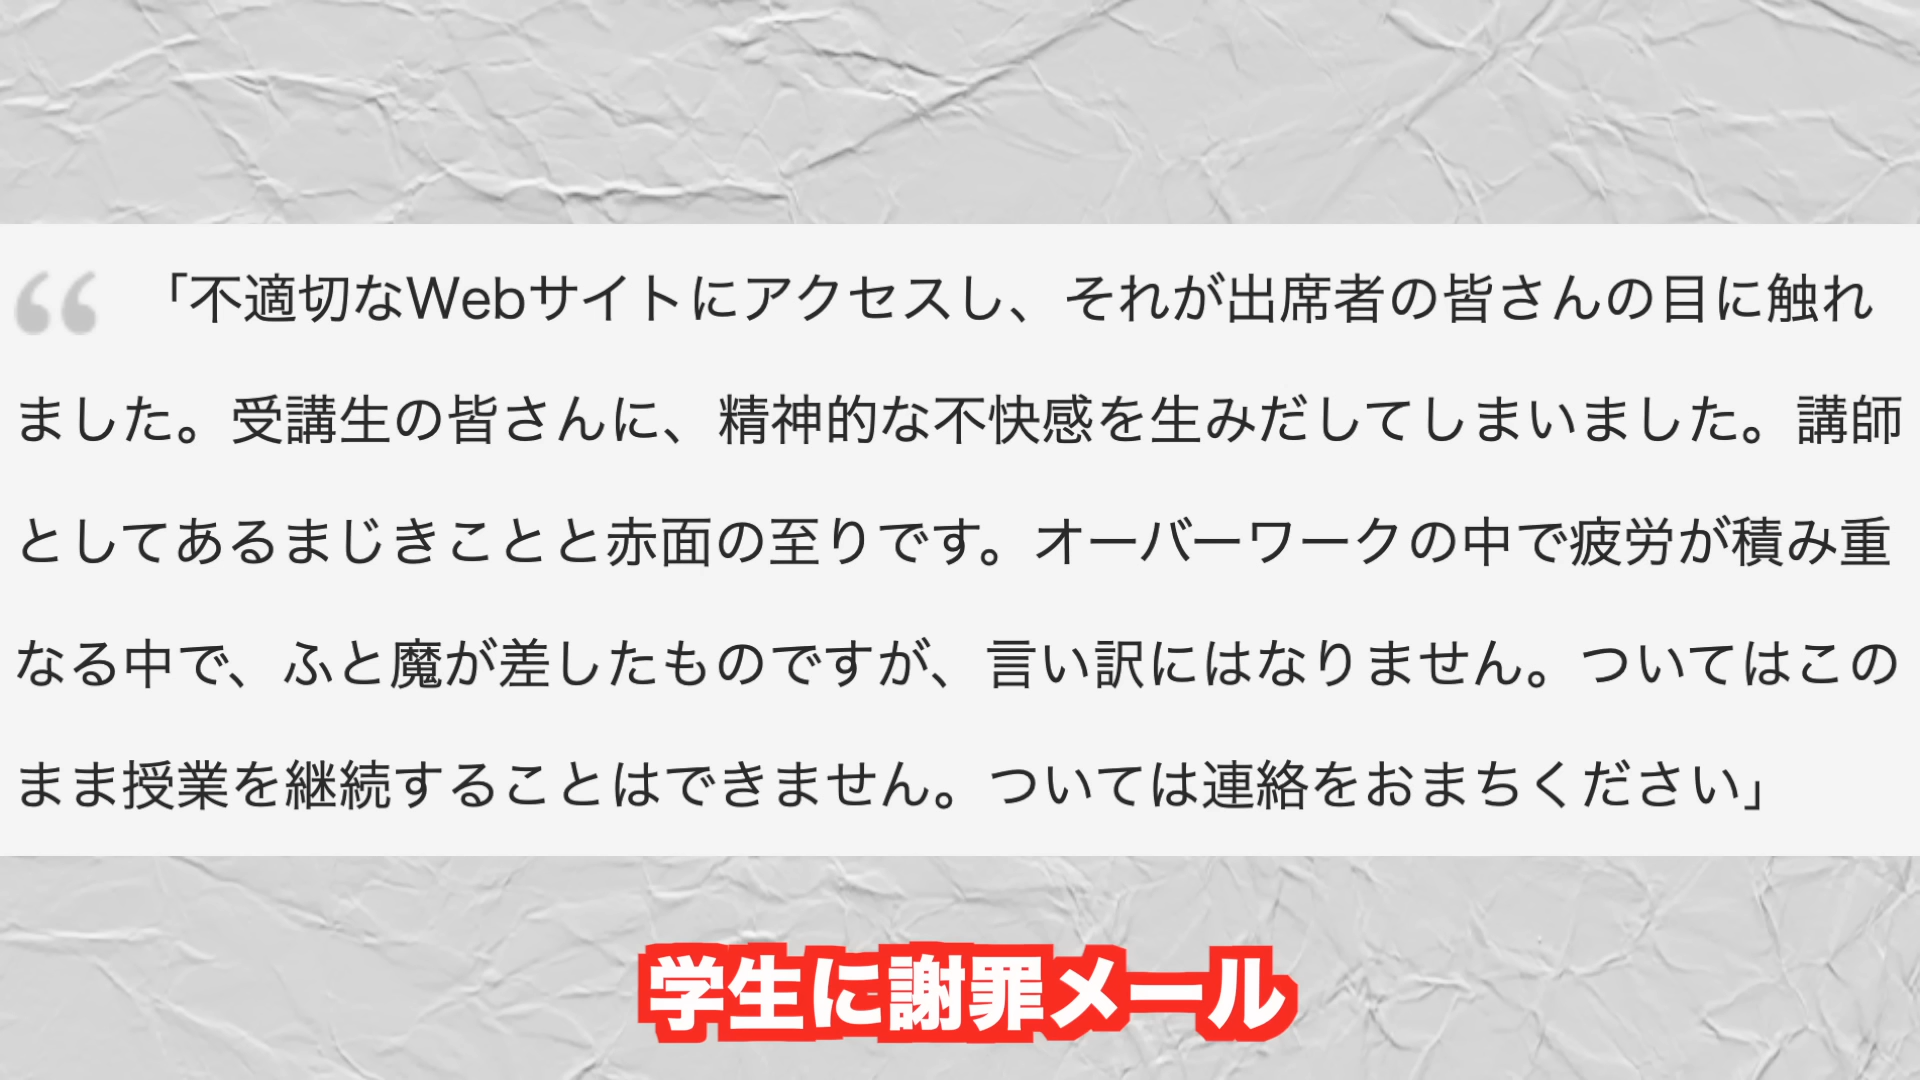 “「不適切なWebサイトにアクセスし、それが出席者の皆さんの目に触れ
ました。受講生の皆さんに、精神的な不快感を生みだしてしまいました。講師
としてあるまじきことと赤面の至りです。オーバーワークの中で疲労が積み重
なる中で、ふと魔が差したものですが、言い訳にはなりません。ついてはこの
まま授業を継続することはできません。ついては連絡をおまちください」
学生に謝罪メール